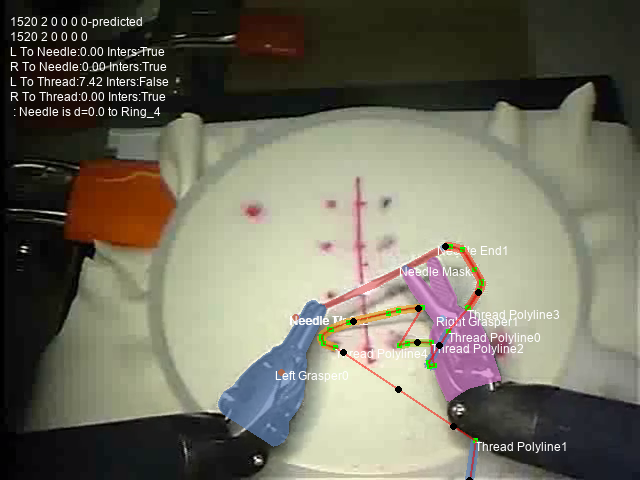 1520 2 0 0 0 0-predicted
1520 2 0 0 0 0
L To Needle:0.00 Inters:True
R To Needle:0.00 Inters:True
L To Thread:7.42 Inters:False
R To Thread:0.00 Inters:True
: Needle is d=0.0 to Ring_4
Needle End1
Needle Mask
Thread Polyline3
Needle
Right Grasper1
Thread Polyline0
Thread Polyline2
Thread Polyline4
Left Grasper0
Thread Polyline1